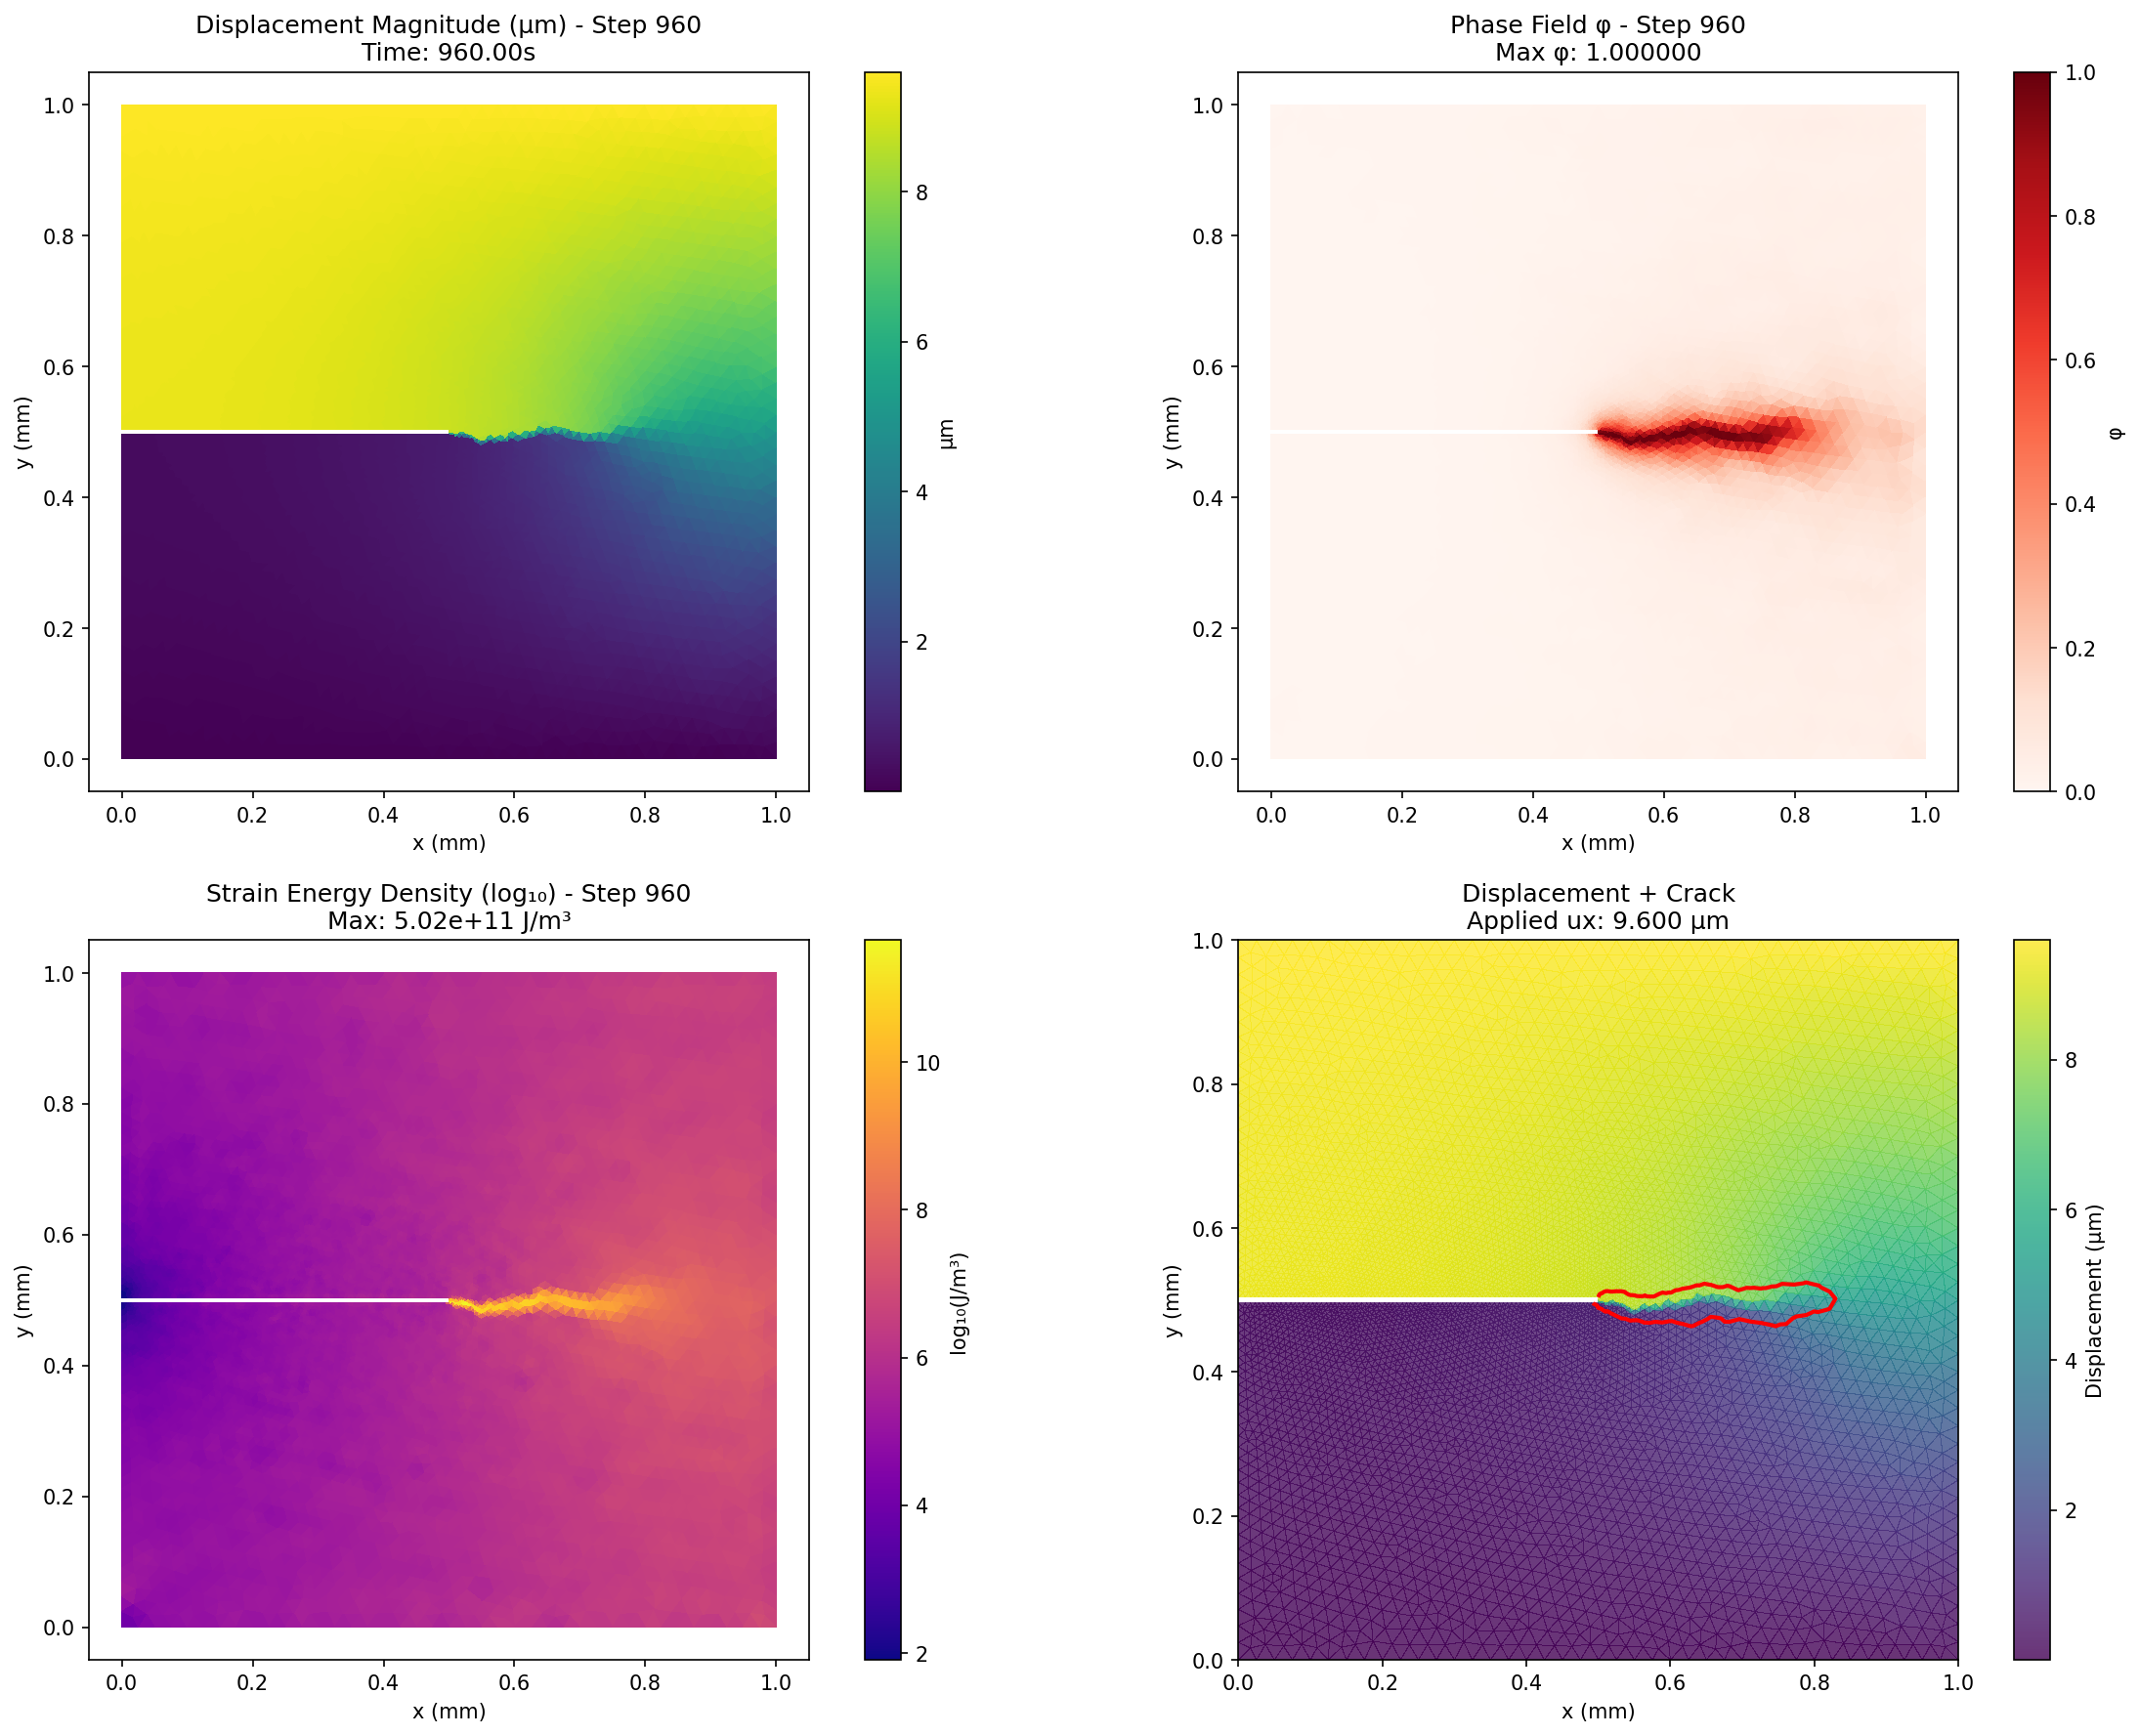 Displacement Magnitude (μm) - Step 960
Time: 960.00s
1.0
0.8
0.6
0.4
0.2
0.0
y (mm)
0.0 0.2 0.4 0.6 0.8 1.0
x (mm)
8
6
4
2
μm
Phase Field φ - Step 960
Max φ: 1.000000
1.0
0.8
0.6
0.4
0.2
0.0
y (mm)
0.0 0.2 0.4 0.6 0.8 1.0
x (mm)
1.0
0.8
0.6
0.4
0.2
0.0
φ
Strain Energy Density (log₁₀) - Step 960
Max: 5.02e+11 J/m³
1.0
0.8
0.6
0.4
0.2
0.0
y (mm)
0.0 0.2 0.4 0.6 0.8 1.0
x (mm)
10
8
6
4
2
log₁₀(J/m³)
Displacement + Crack
Applied ux: 9.600 μm
1.0
0.8
0.6
0.4
0.2
0.0
y (mm)
0.0 0.2 0.4 0.6 0.8 1.0
x (mm)
8
6
4
2
Displacement (μm)